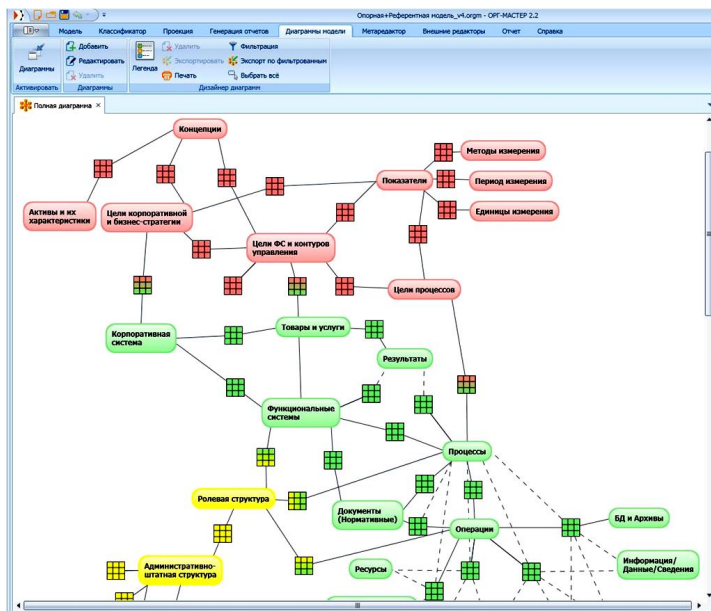 Опорная+Референтная модель_v4.orgm - ОРГ-МАСТЕР 2.2
Модель
Классификатор
Проекция
Генерация отчетов
Диаграммы модели
Метаредактор
Внешние редакторы
Отчет
Справка
Диаграммы
Добавить
Редактировать
Удалить
Легенда
Удалить
Экспортировать
Печать
Фильтрация
Экспорт по фильтрованным
Выбрать всё
Активировать
Диаграммы
Дизайнер диаграмм
Полная диаграмма
Концепции
Методы измерения
Показатели
Период измерения
Активы и их
характеристики
Цели корпоративной
и бизнес-стратегии
Единицы измерения
Цели ФС и контуров
управления
Цели процессов
Корпоративная
система
Товары и услуги
Результаты
Функциональные
системы
Процессы
Ролевая структура
Документы
(Нормативные)
Операции
БД и Архивы
Административно-
штатная структура
Ресурсы
Информация/
Данные/Сведения